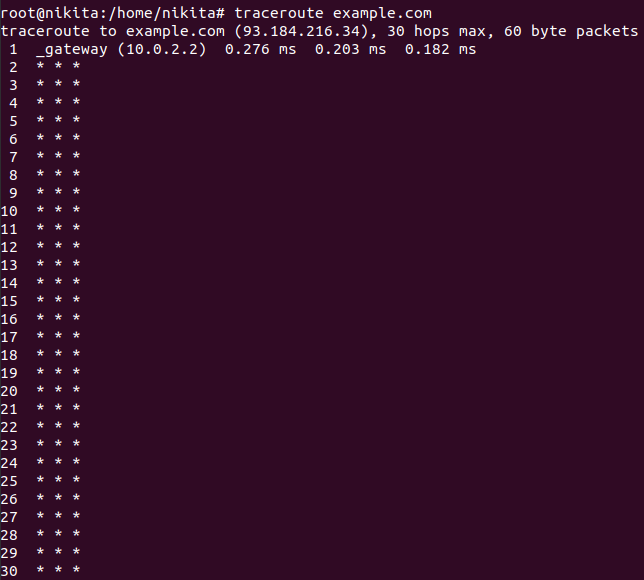 root@nikita:/home/nikita# traceroute example.com
traceroute to example.com (93.184.216.34), 30 hops max, 60 byte packets
 1  _gateway (10.0.2.2)  0.276 ms  0.203 ms  0.182 ms
 2  * * *
 3  * * *
 4  * * *
 5  * * *
 6  * * *
 7  * * *
 8  * * *
 9  * * *
10  * * *
11  * * *
12  * * *
13  * * *
14  * * *
15  * * *
16  * * *
17  * * *
18  * * *
19  * * *
20  * * *
21  * * *
22  * * *
23  * * *
24  * * *
25  * * *
26  * * *
27  * * *
28  * * *
29  * * *
30  * * *